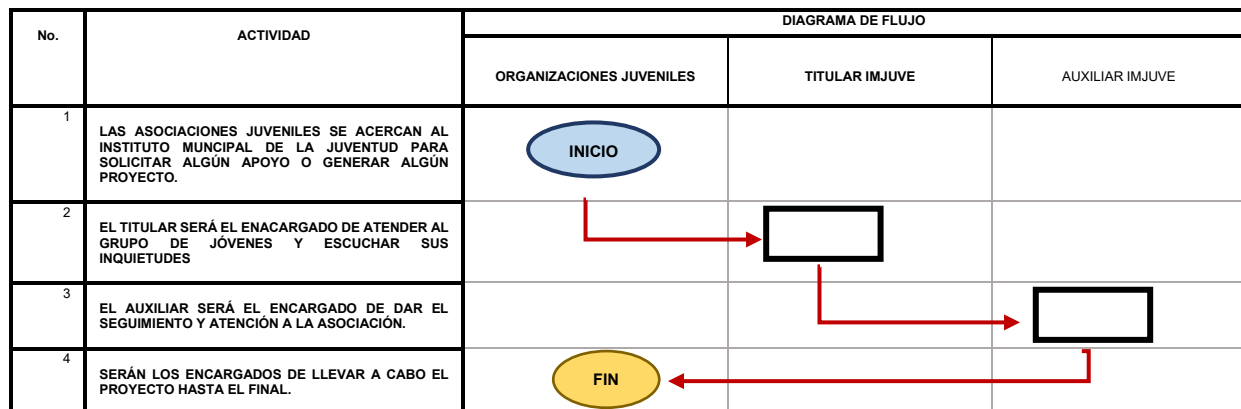 No.
ACTIVIDAD
DIAGRAMA DE FLUJO
ORGANIZACIONES JUVENILES
TITULAR IMJUVE
AUXILIAR IMJUVE
1
LAS ASOCIACIONES JUVENILES SE ACERCAN AL
INSTITUTO MUNCIPAL DE LA JUVENTUD PARA
SOLICITAR ALGÚN APOYO O GENERAR ALGÚN
PROYECTO.
INICIO
2
EL TITULAR SERÁ EL ENACARGADO DE ATENDER AL
GRUPO DE JÓVENES Y ESCUCHAR SUS
INQUIETUDES
3
EL AUXILIAR SERÁ EL ENCARGADO DE DAR EL
SEGUIMIENTO Y ATENCIÓN A LA ASOCIACIÓN.
4
SERÁN LOS ENCARGADOS DE LLEVAR A CABO EL
PROYECTO HASTA EL FINAL.
FIN